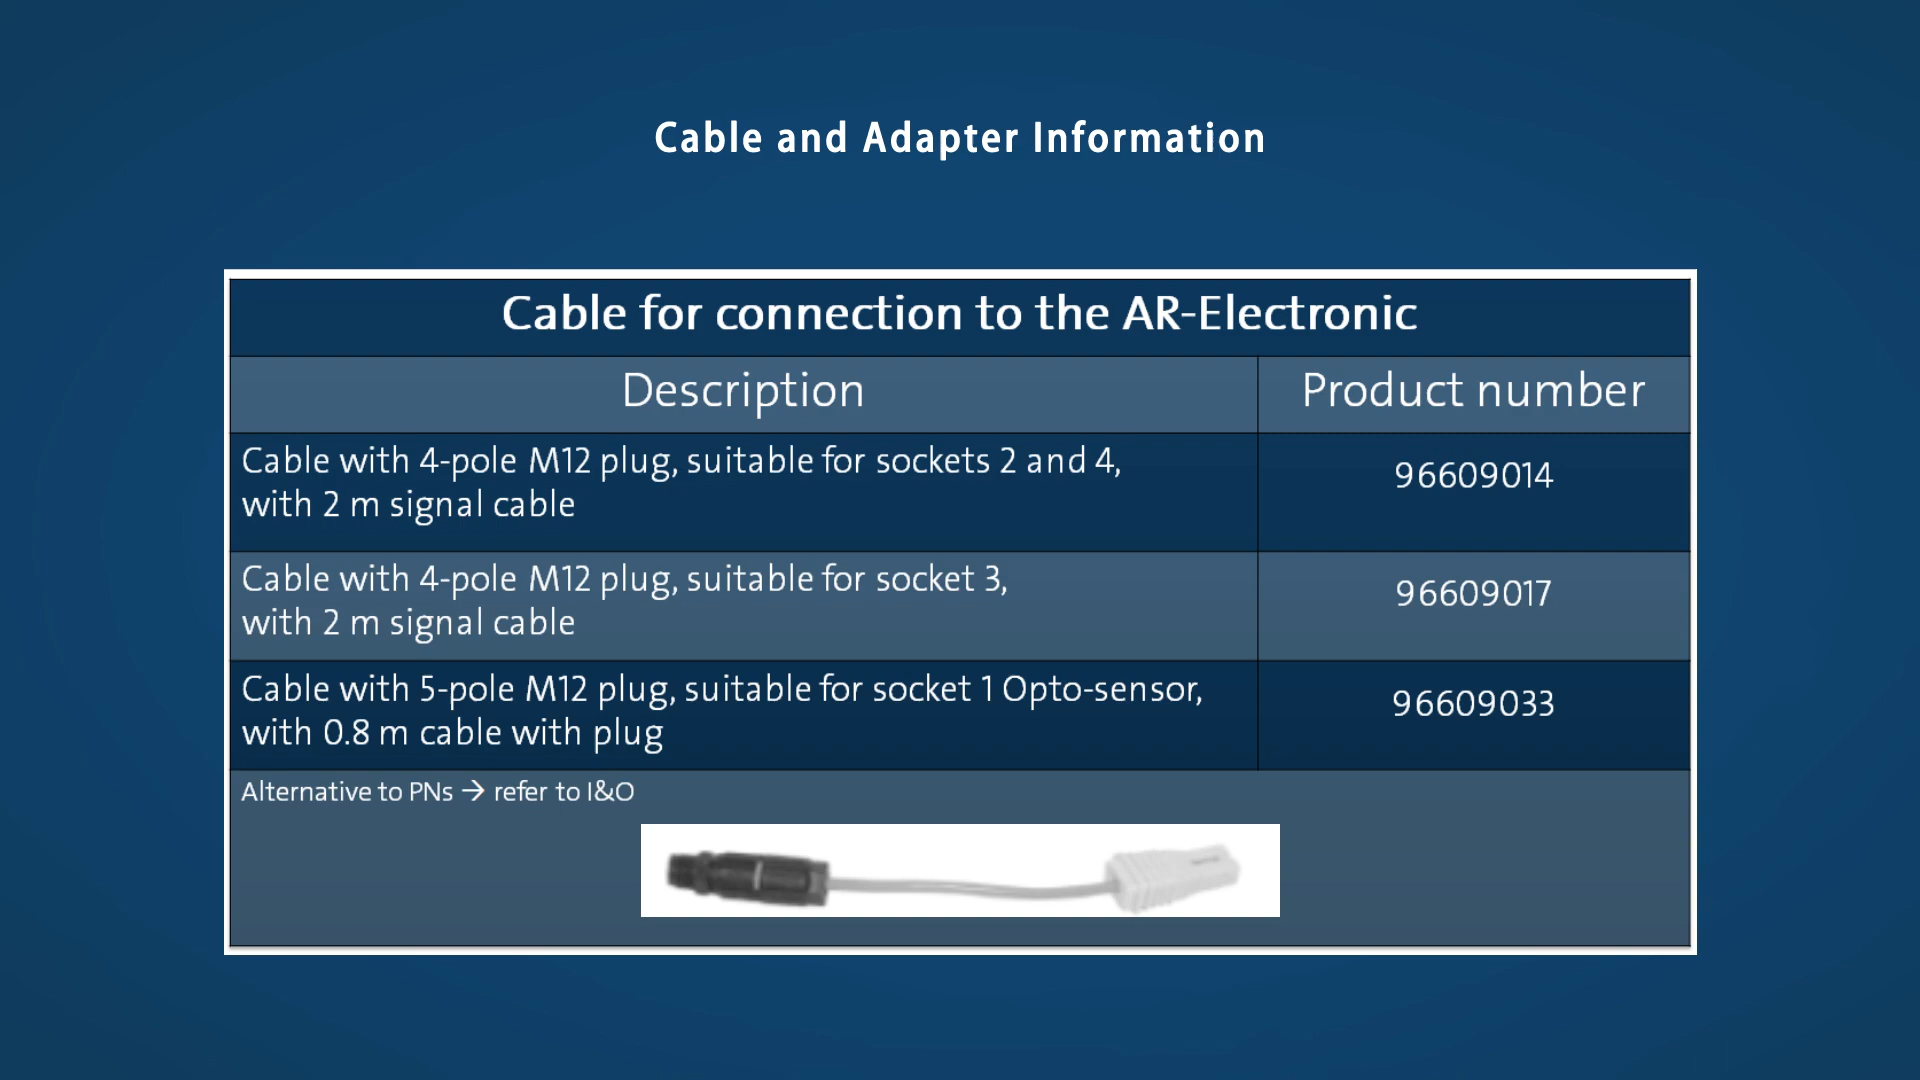 Cable and Adapter Information
Cable for connection to the AR-Electronic
Description
Product number
Cable with 4-pole M12 plug, suitable for sockets 2 and 4,
with 2 m signal cable
96609014
Cable with 4-pole M12 plug, suitable for socket 3,
with 2 m signal cable
96609017
Cable with 5-pole M12 plug, suitable for socket 1 Opto-sensor,
with 0.8 m cable with plug
96609033
Alternative to PNs → refer to I&O